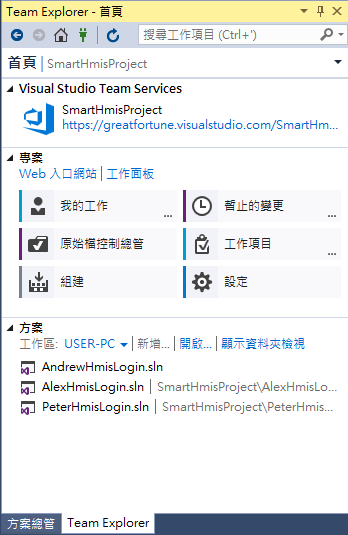 Team Explorer - 首頁
搜尋工作項目 (Ctrl+')
首頁 | SmartHmisProject
Visual Studio Team Services
SmartHmisProject
https://greatfortune.visualstudio.com/SmartHm...
專案
Web 入口網站 | 工作面板
我的工作 ... 暫止的變更 ...
原始檔控制總管 工作項目 ...
組建 設定
方案
工作區: USER-PC | 新增... | 開啟... | 顯示資料夾檢視
AndrewHmisLogin.sln
AlexHmisLogin.sln | SmartHmisProject\AlexHmisLo...
PeterHmisLogin.sln | SmartHmisProject\PeterHmis...
方案總管 Team Explorer